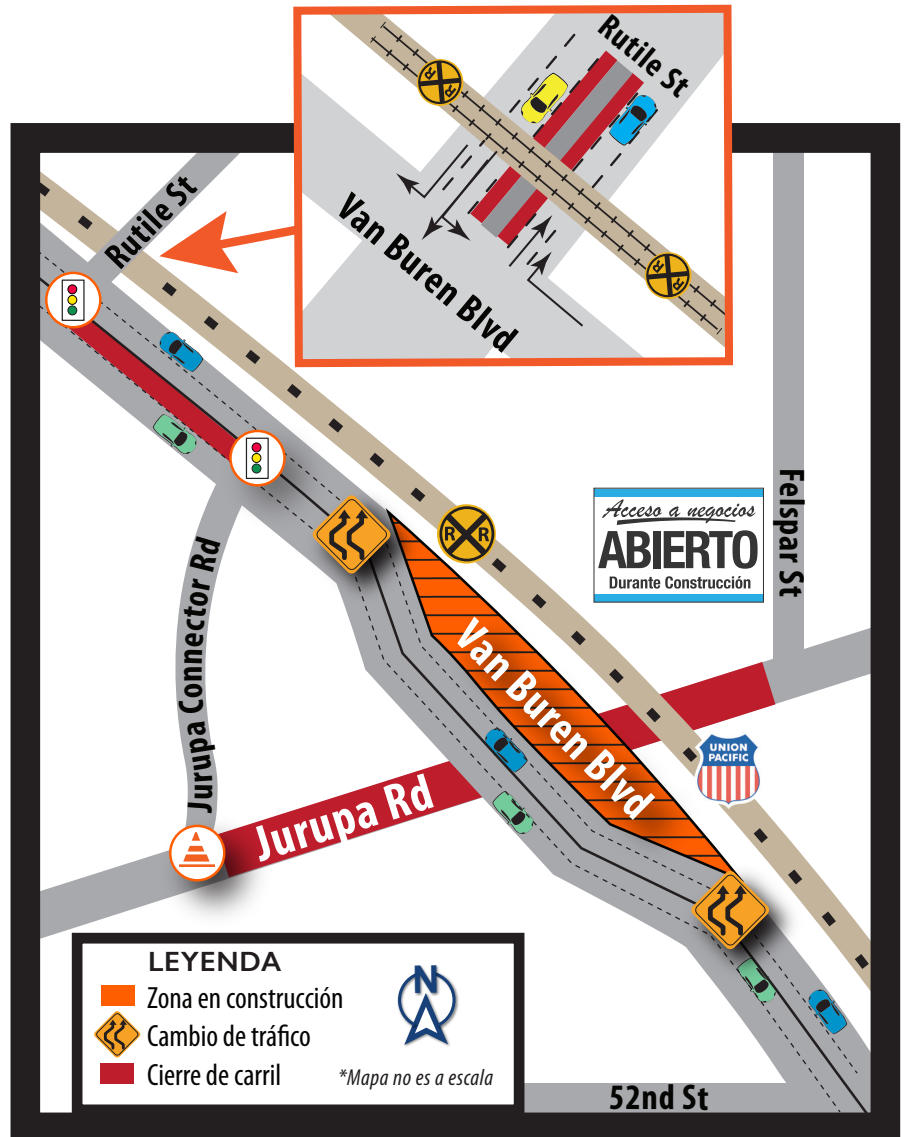 Rutile St
Van Buren Blvd
R R
R R
Rutile St
Felspar St
Acceso a negocios
ABIERTO
Durante Construcción
R R
Jurupa Connector Rd
Van Buren Blvd
UNION
PACIFIC
Jurupa Rd
LEYENDA
Zona en construcción
Cambio de tráfico
Cierre de carril
N
*Mapa no es a escala
52nd St